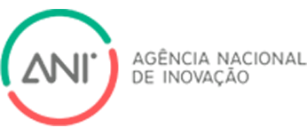 ANI
AGÊNCIA NACIONAL
DE INOVAÇÃO